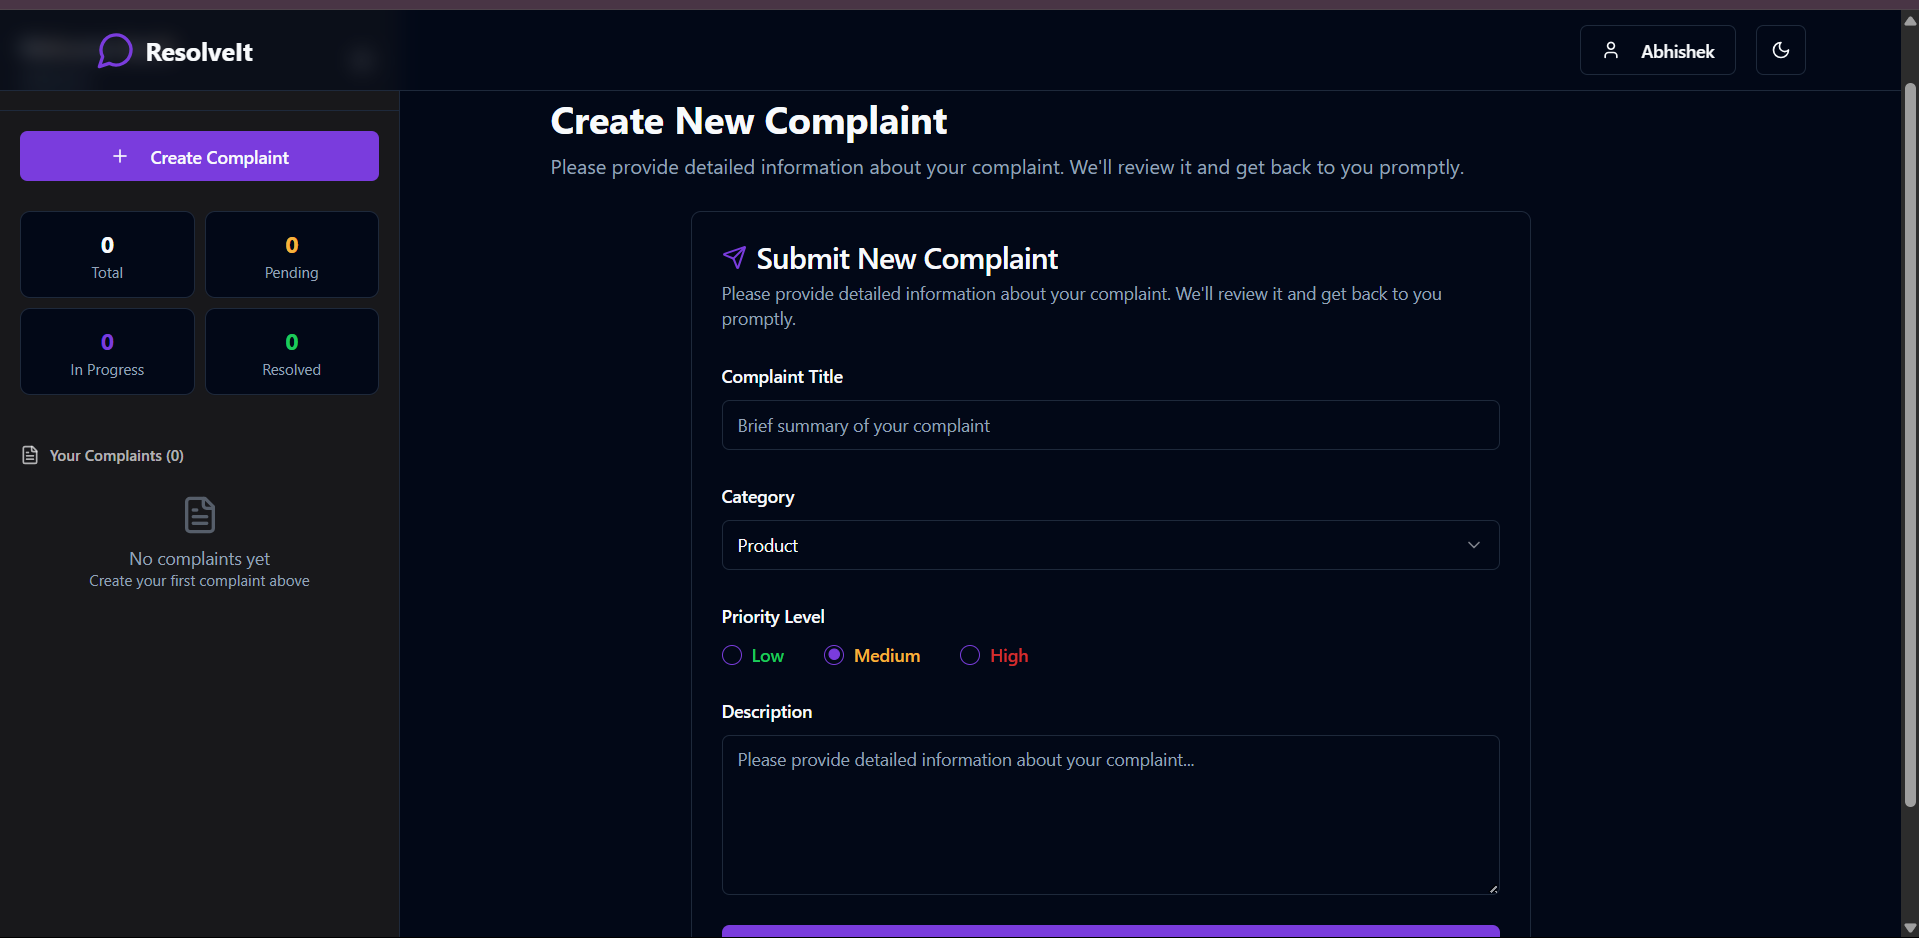 ResolveIt
Abhishek
Create Complaint
0
Total
0
Pending
0
In Progress
0
Resolved
Your Complaints (0)
No complaints yet
Create your first complaint above
Create New Complaint
Please provide detailed information about your complaint. We'll review it and get back to you promptly.
Submit New Complaint
Please provide detailed information about your complaint. We'll review it and get back to you
promptly.
Complaint Title
Brief summary of your complaint
Category
Product
Priority Level
Low
Medium
High
Description
Please provide detailed information about your complaint...